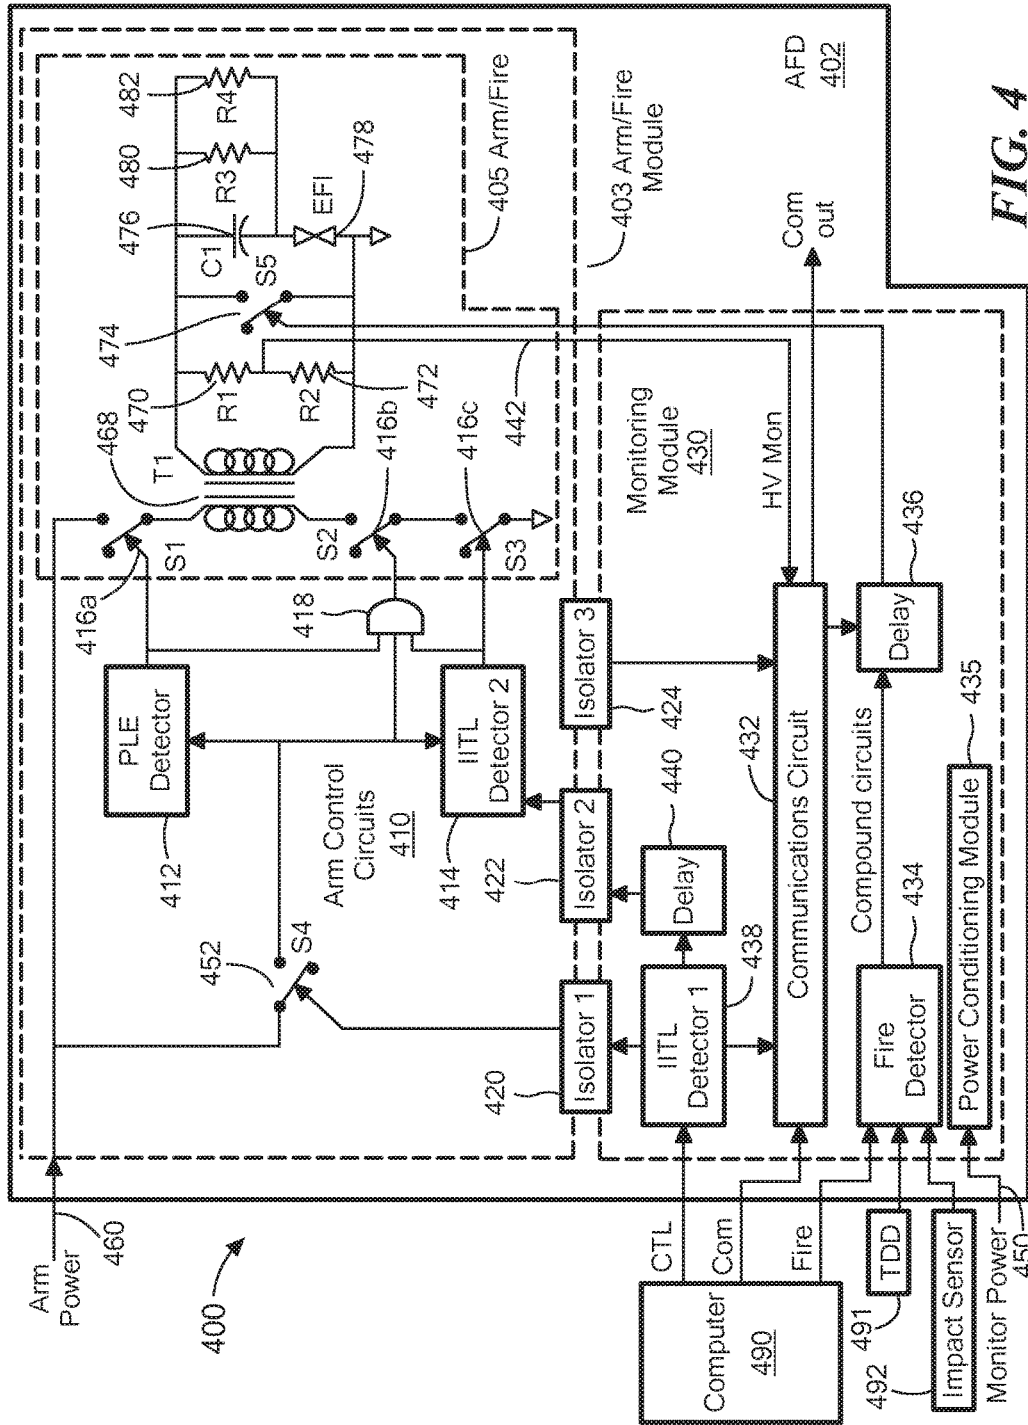 Arm
Power
460
400
452
S4
412
PLE
Detector
Arm Control
Circuits
410
414
IITL
Detector 2
416a
S1
468
T1
418
S2
416b
S3
416c
470
R1
R2
472
474
S5
C1
476
EFI
478
480
R3
482
R4
405 Arm/Fire
403 Arm/Fire
Module
AFD
402
442
420
Isolator 1
422
Isolator 2
424
Isolator 3
Monitoring
Module
430
HV Mon
Com
out
IITL
Detector 1
438
Delay
440
432
Communications Circuit
Compound circuits
Delay
436
Fire
Detector
434
Power Conditioning Module
435
Computer
490
CTL
Com
Fire
TDD
491
Impact Sensor
492
Monitor Power
450
FIG. 4